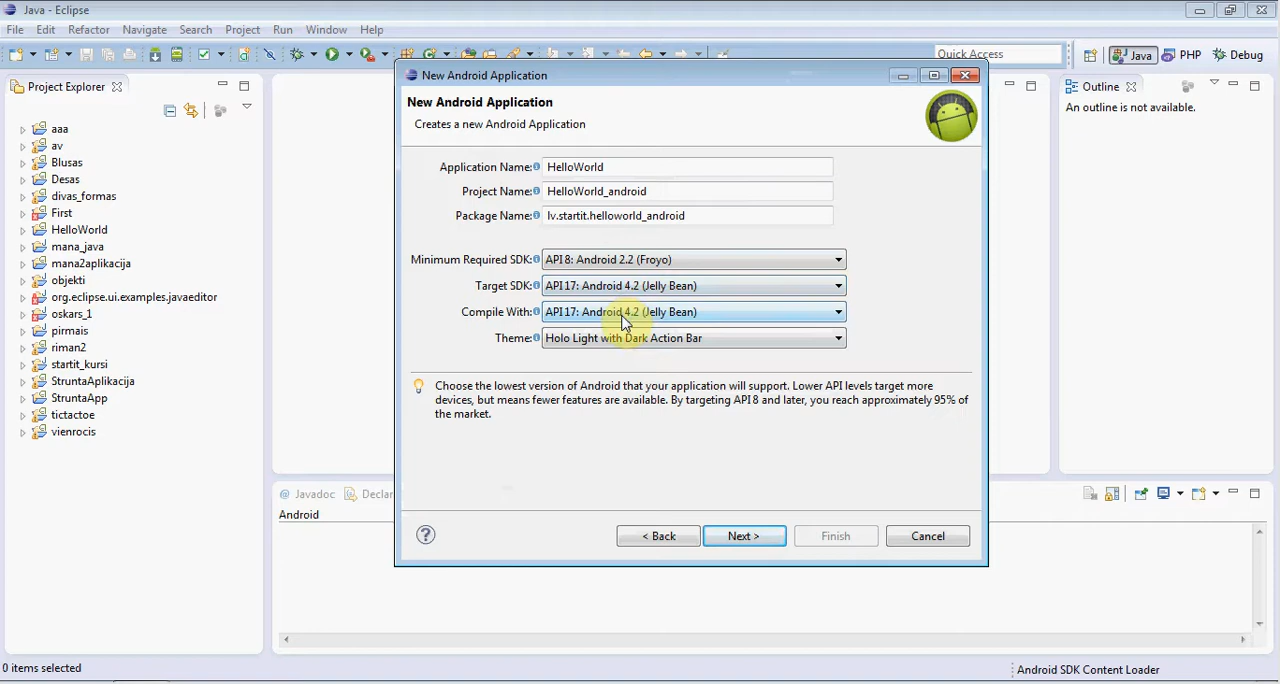 Java - Eclipse
File Edit Refactor Navigate Search Project Run Window Help
Quick Access
Java PHP Debug
Project Explorer
aaa
av
Blusas
Desas
divas_formas
First
HelloWorld
mana_java
mana2aplikacija
objekti
org.eclipse.ui.examples.javaeditor
oskars_1
pirmais
riman2
startit_kursi
StruntaAplikacija
StruntaApp
tictactoe
vienrocis
New Android Application
New Android Application
Creates a new Android Application
Application Name: HelloWorld
Project Name: HelloWorld_android
Package Name: lv.startit.helloworld_android
Minimum Required SDK: API 8: Android 2.2 (Froyo)
Target SDK: API 17: Android 4.2 (Jelly Bean)
Compile With: API 17: Android 4.2 (Jelly Bean)
Theme: Holo Light with Dark Action Bar
Choose the lowest version of Android that your application will support. Lower API levels target more
devices, but means fewer features are available. By targeting API 8 and later, you reach approximately 95% of
the market.
? < Back Next > Finish Cancel
Outline
An outline is not available.
@ Javadoc Declar
Android
0 items selected
Android SDK Content Loader